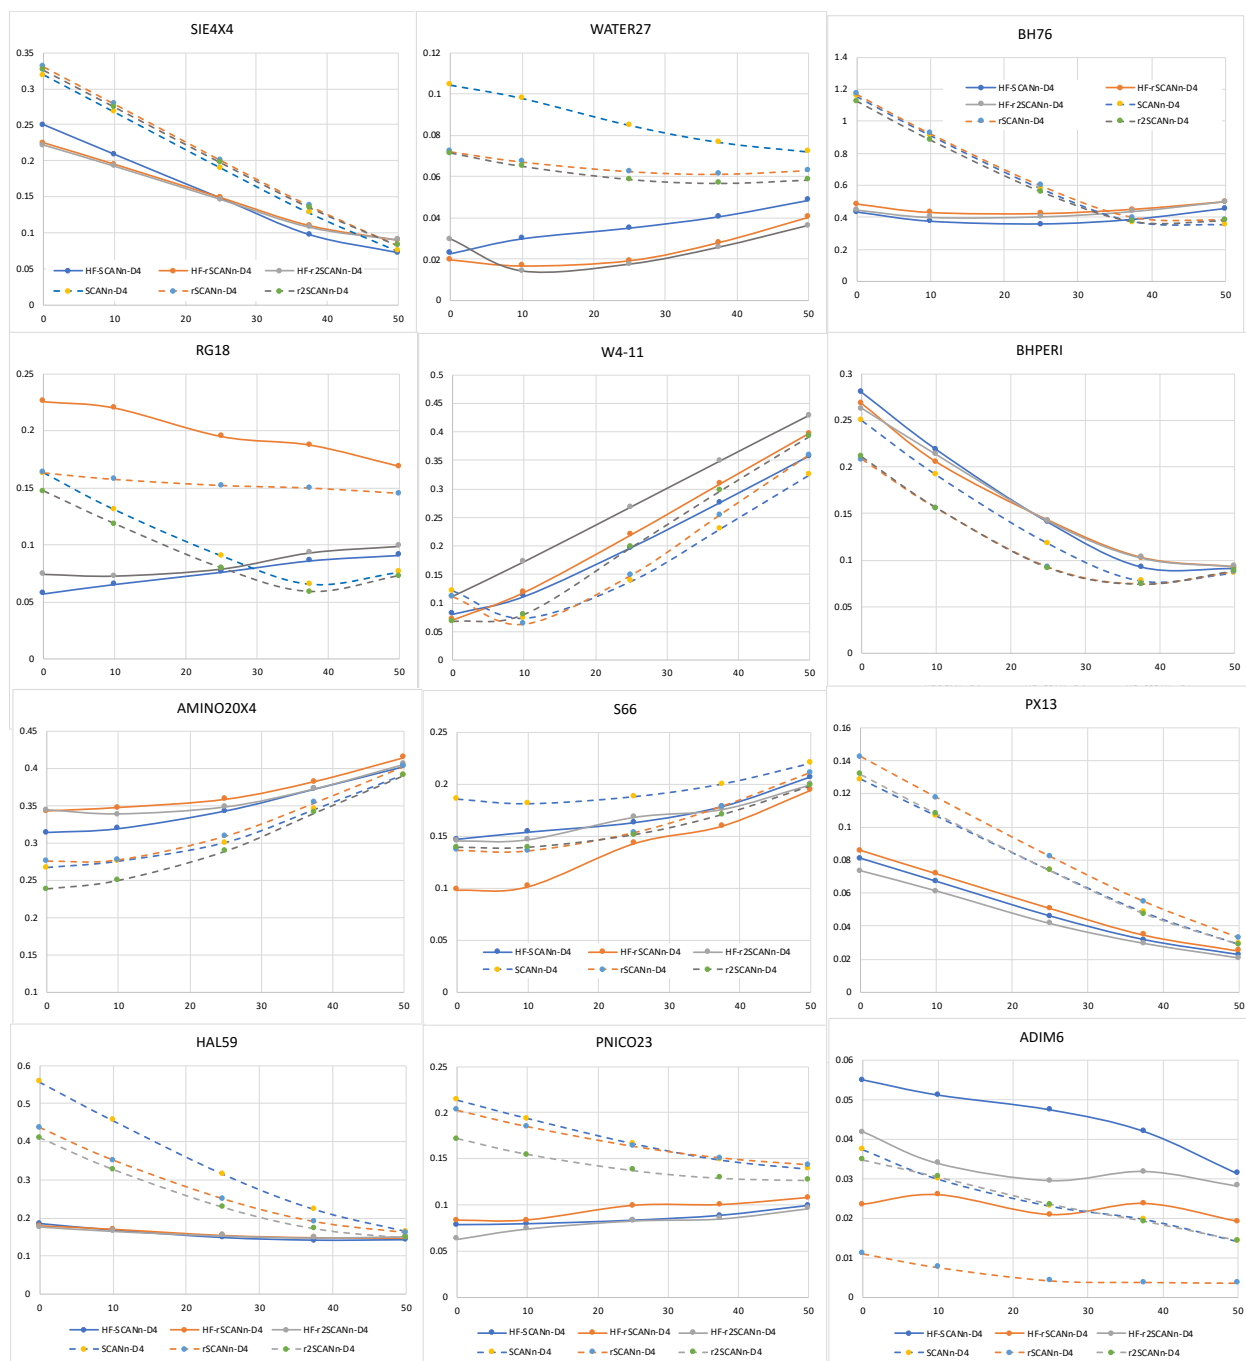 SIE4X4
0.35
0.3
0.25
0.2
0.15
0.1
0.05
0
HF-SCANn-D4 HF-rSCANn-D4 HF-r2SCANn-D4
SCANn-D4 rSCANn-D4 r2SCANn-D4
0 10 20 30 40 50
WATER27
0.12
0.1
0.08
0.06
0.04
0.02
0
0 10 20 30 40 50
BH76
1.4
1.2
1
0.8
0.6
0.4
0.2
0
HF-SCANn-D4 HF-rSCANn-D4
HF-r2SCANn-D4 SCANn-D4
rSCANn-D4 r2SCANn-D4
0 10 20 30 40 50
RG18
0.25
0.2
0.15
0.1
0.05
0
0 10 20 30 40 50
W4-11
0.5
0.45
0.4
0.35
0.3
0.25
0.2
0.15
0.1
0.05
0
0 10 20 30 40 50
BHPERI
0.3
0.25
0.2
0.15
0.1
0.05
0
0 10 20 30 40 50
AMINO20X4
0.45
0.4
0.35
0.3
0.25
0.2
0.15
0.1
0 10 20 30 40 50
S66
0.25
0.2
0.15
0.1
0.05
0
HF-SCANn-D4 HF-rSCANn-D4 HF-r2SCANn-D4
SCANn-D4 rSCANn-D4 r2SCANn-D4
0 10 20 30 40 50
PX13
0.16
0.14
0.12
0.1
0.08
0.06
0.04
0.02
0
0 10 20 30 40 50
HAL59
0.6
0.5
0.4
0.3
0.2
0.1
0
0 10 20 30 40 50
HF-SCANn-D4 HF-rSCANn-D4 HF-r2SCANn-D4
SCANn-D4 rSCANn-D4 r2SCANn-D4
PNICO23
0.25
0.2
0.15
0.1
0.05
0
0 10 20 30 40 50
HF-SCANn-D4 HF-rSCANn-D4 HF-r2SCANn-D4
SCANn-D4 rSCANn-D4 r2SCANn-D4
ADIM6
0.06
0.05
0.04
0.03
0.02
0.01
0
0 10 20 30 40 50
HF-SCANn-D4 HF-rSCANn-D4 HF-r2SCANn-D4
SCANn-D4 rSCANn-D4 r2SCANn-D4